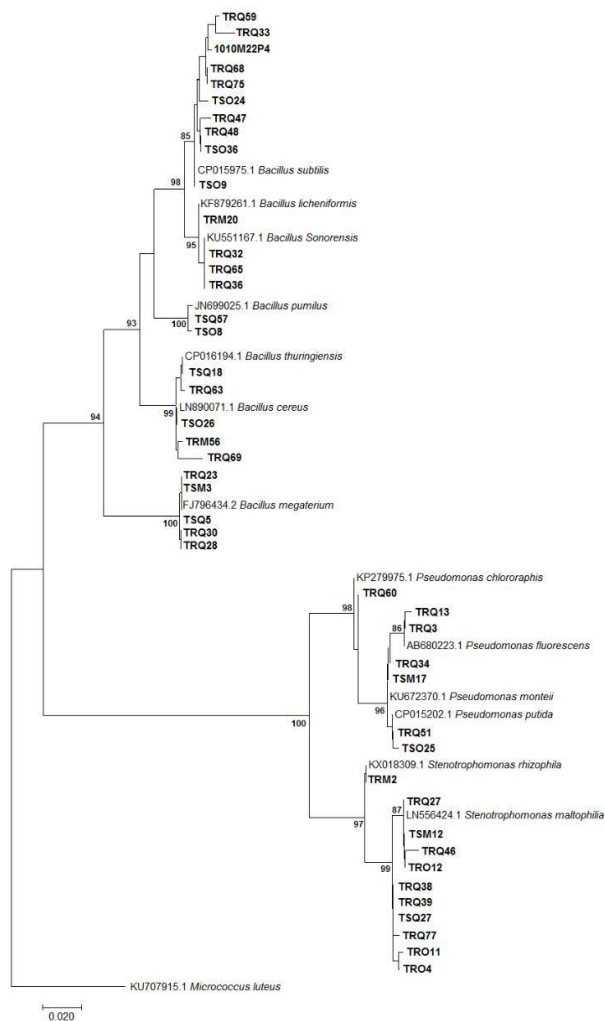 TRQ59
TRQ33
1010M22P4
TRQ68
TRQ75
TSO24
TRQ47
85
TRQ48
TSO36
CP015975.1 Bacillus subtilis
98
TSO9
KF879261.1 Bacillus licheniformis
TRM20
KU551167.1 Bacillus Sonorensis
95
TRQ32
TRQ65
TRQ36
JN699025.1 Bacillus pumilus
100
TSQ57
93
TSO8
CP016194.1 Bacillus thuringiensis
TSQ18
TRQ63
LN890071.1 Bacillus cereus
99
TSO26
94
TRM56
TRQ69
TRQ23
TSM3
FJ796434.2 Bacillus megaterium
TSQ5
100
TRQ30
TRQ28
KP279975.1 Pseudomonas chlororaphis
TRQ60
98
TRQ13
86
TRQ3
AB680223.1 Pseudomonas fluorescens
TRQ34
TSM17
KU672370.1 Pseudomonas monteii
96
CP015202.1 Pseudomonas putida
100
TRQ51
TSO25
KX018309.1 Stenotrophomonas rhizophila
TRM2
TRQ27
87
LN556424.1 Stenotrophomonas maltophilia
97
TSM12
TRQ46
99
TRO12
TRQ38
TRQ39
TSQ27
TRQ77
TRO11
TRO4
KU707915.1 Micrococcus luteus
0.020